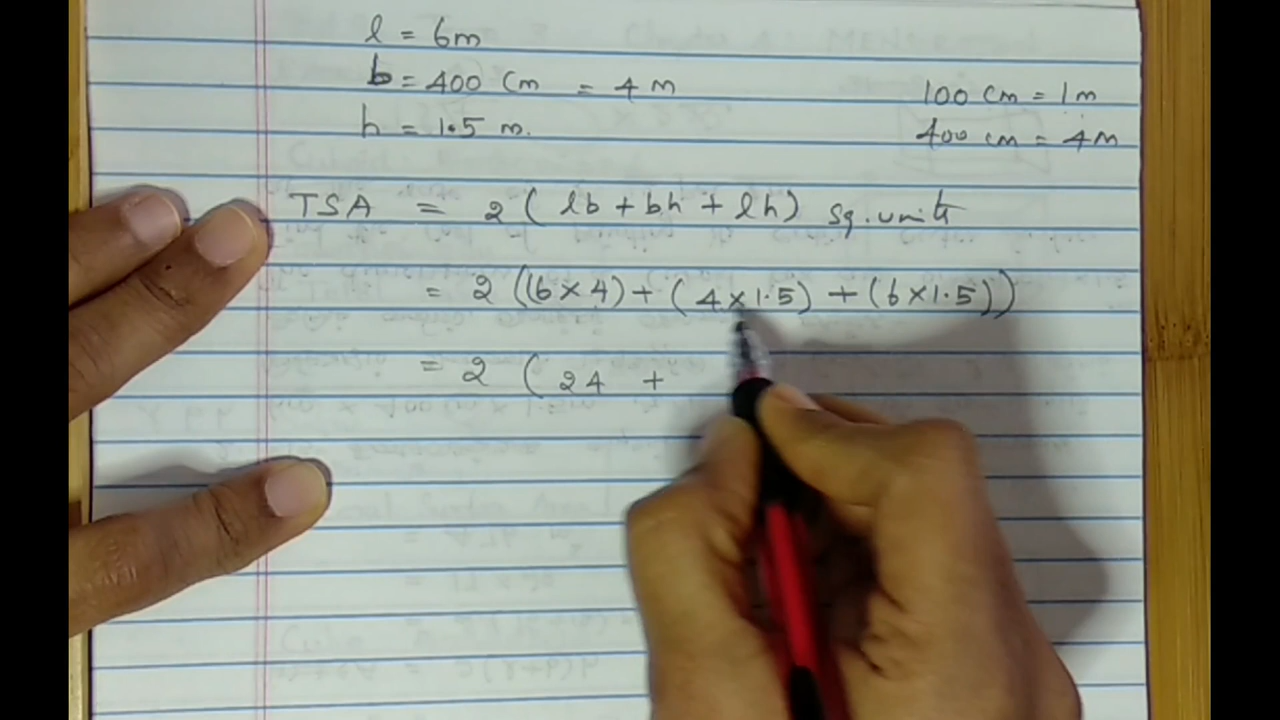 l = 6m
b = 400 Cm = 4 m
100 Cm = 1m
h = 1.5 m.
400 cm = 4m
TSA = 2 ( lb + bh + lh) sq.units
= 2 ((6 × 4) + (4 × 1.5) + (6 × 1.5))
= 2 ( 24 +